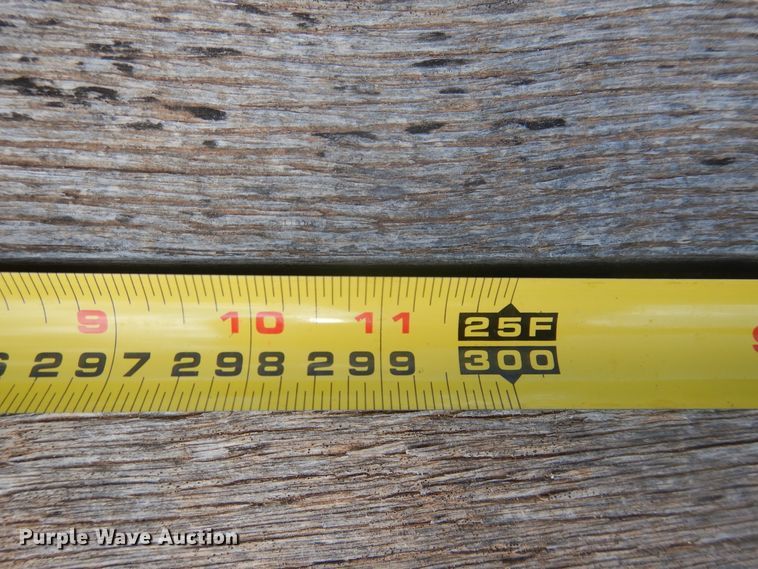 9 10 11 25F
297 298 299 300
Purple Wave Auction